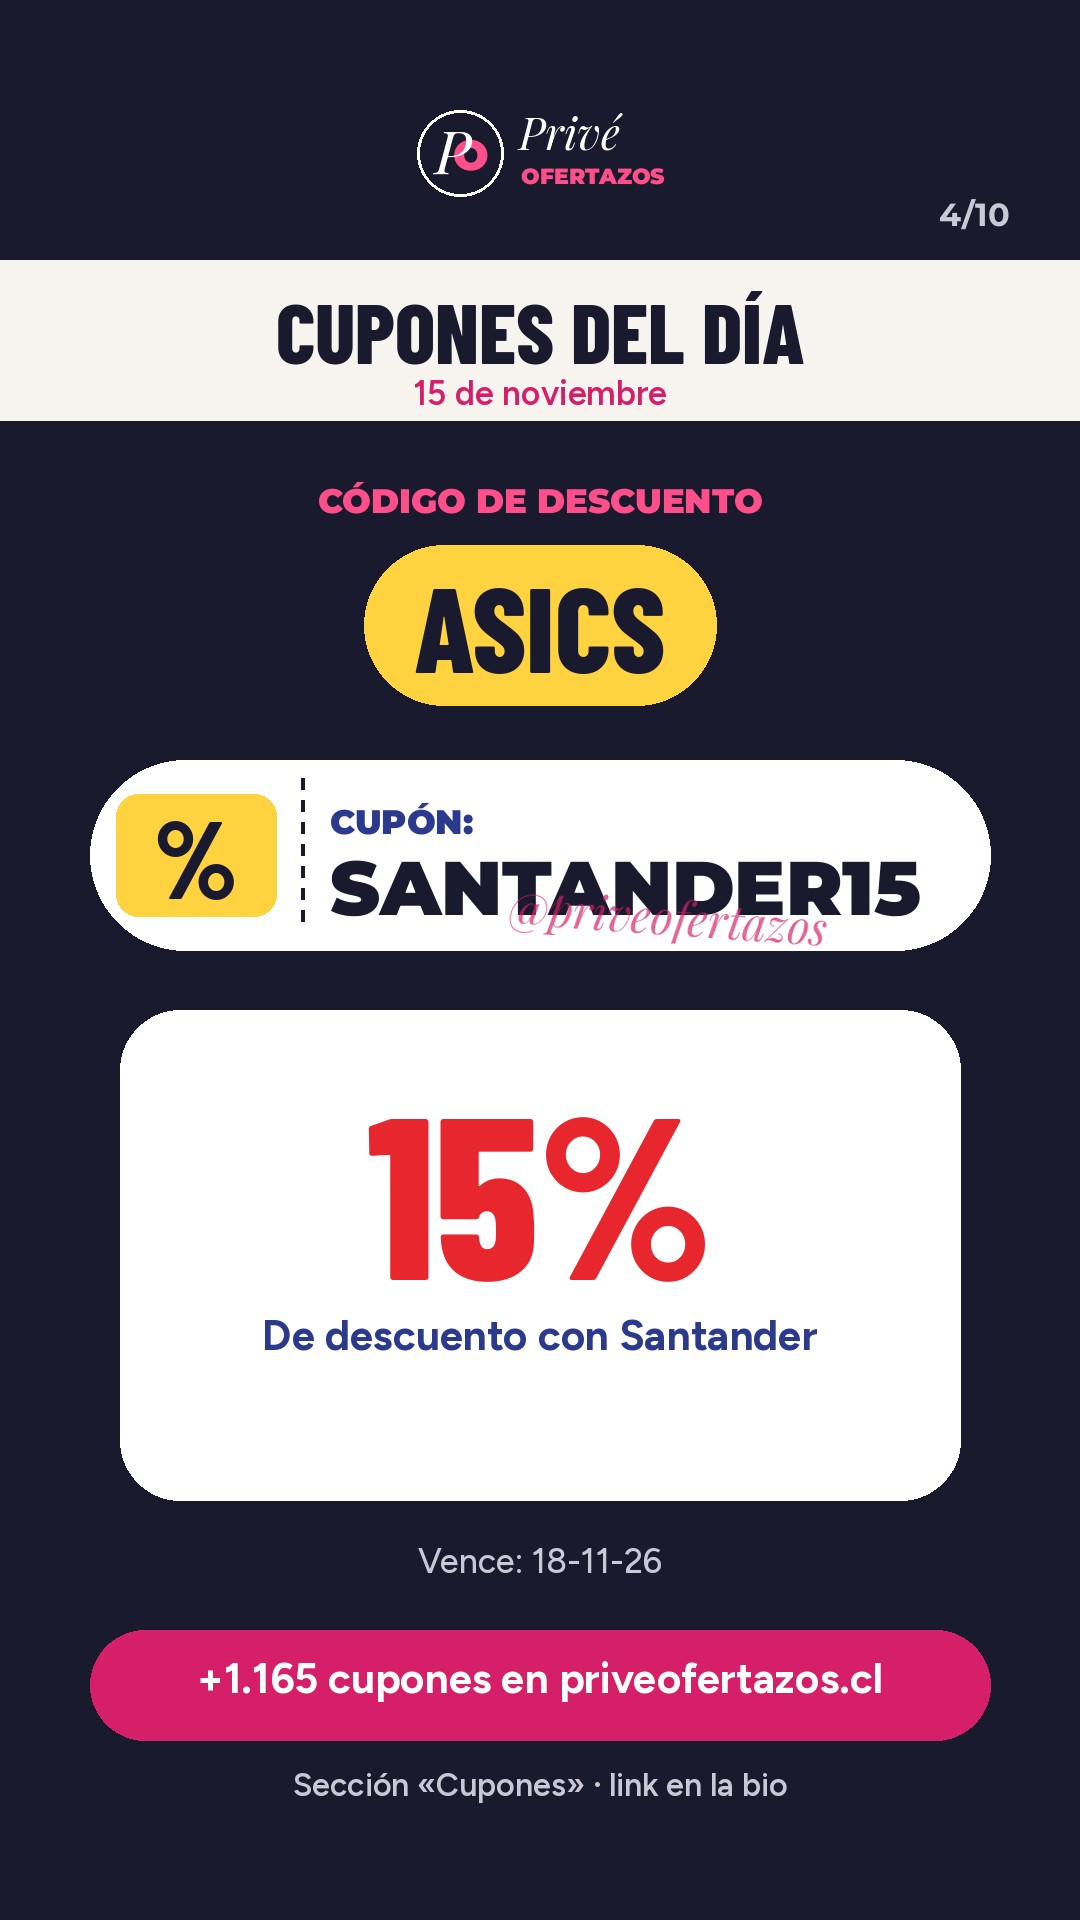 Po
Privé
OFERTAZOS
4/10
CUPONES DEL DÍA
15 de noviembre
CÓDIGO DE DESCUENTO
ASICS
%
CUPÓN:
SANTANDER15
@priveofertazos
15%
De descuento con Santander
Vence: 18-11-26
+1.165 cupones en priveofertazos.cl
Sección «Cupones» · link en la bio